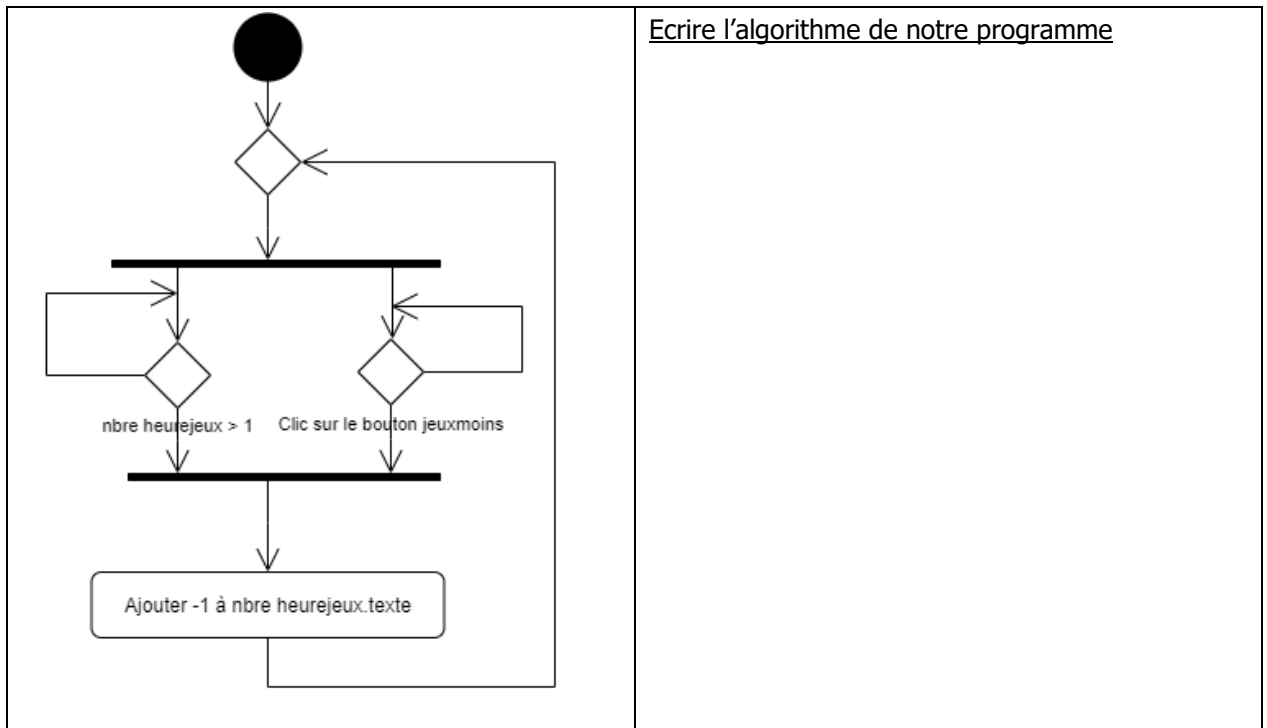 Ecrire l’algorithme de notre programme
nbre heurejeux > 1
Clic sur le bouton jeuxmoins
Ajouter -1 à nbre heurejeux.texte